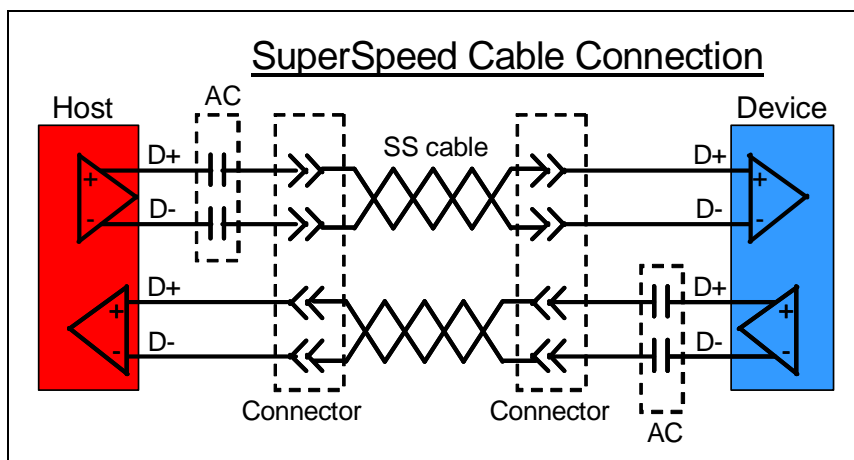 SuperSpeed Cable Connection
Host
AC
Device
SS cable
D+
D+
+
+
D-
D-
-
-
D+
D+
+
+
D-
D-
-
-
Connector
Connector
AC